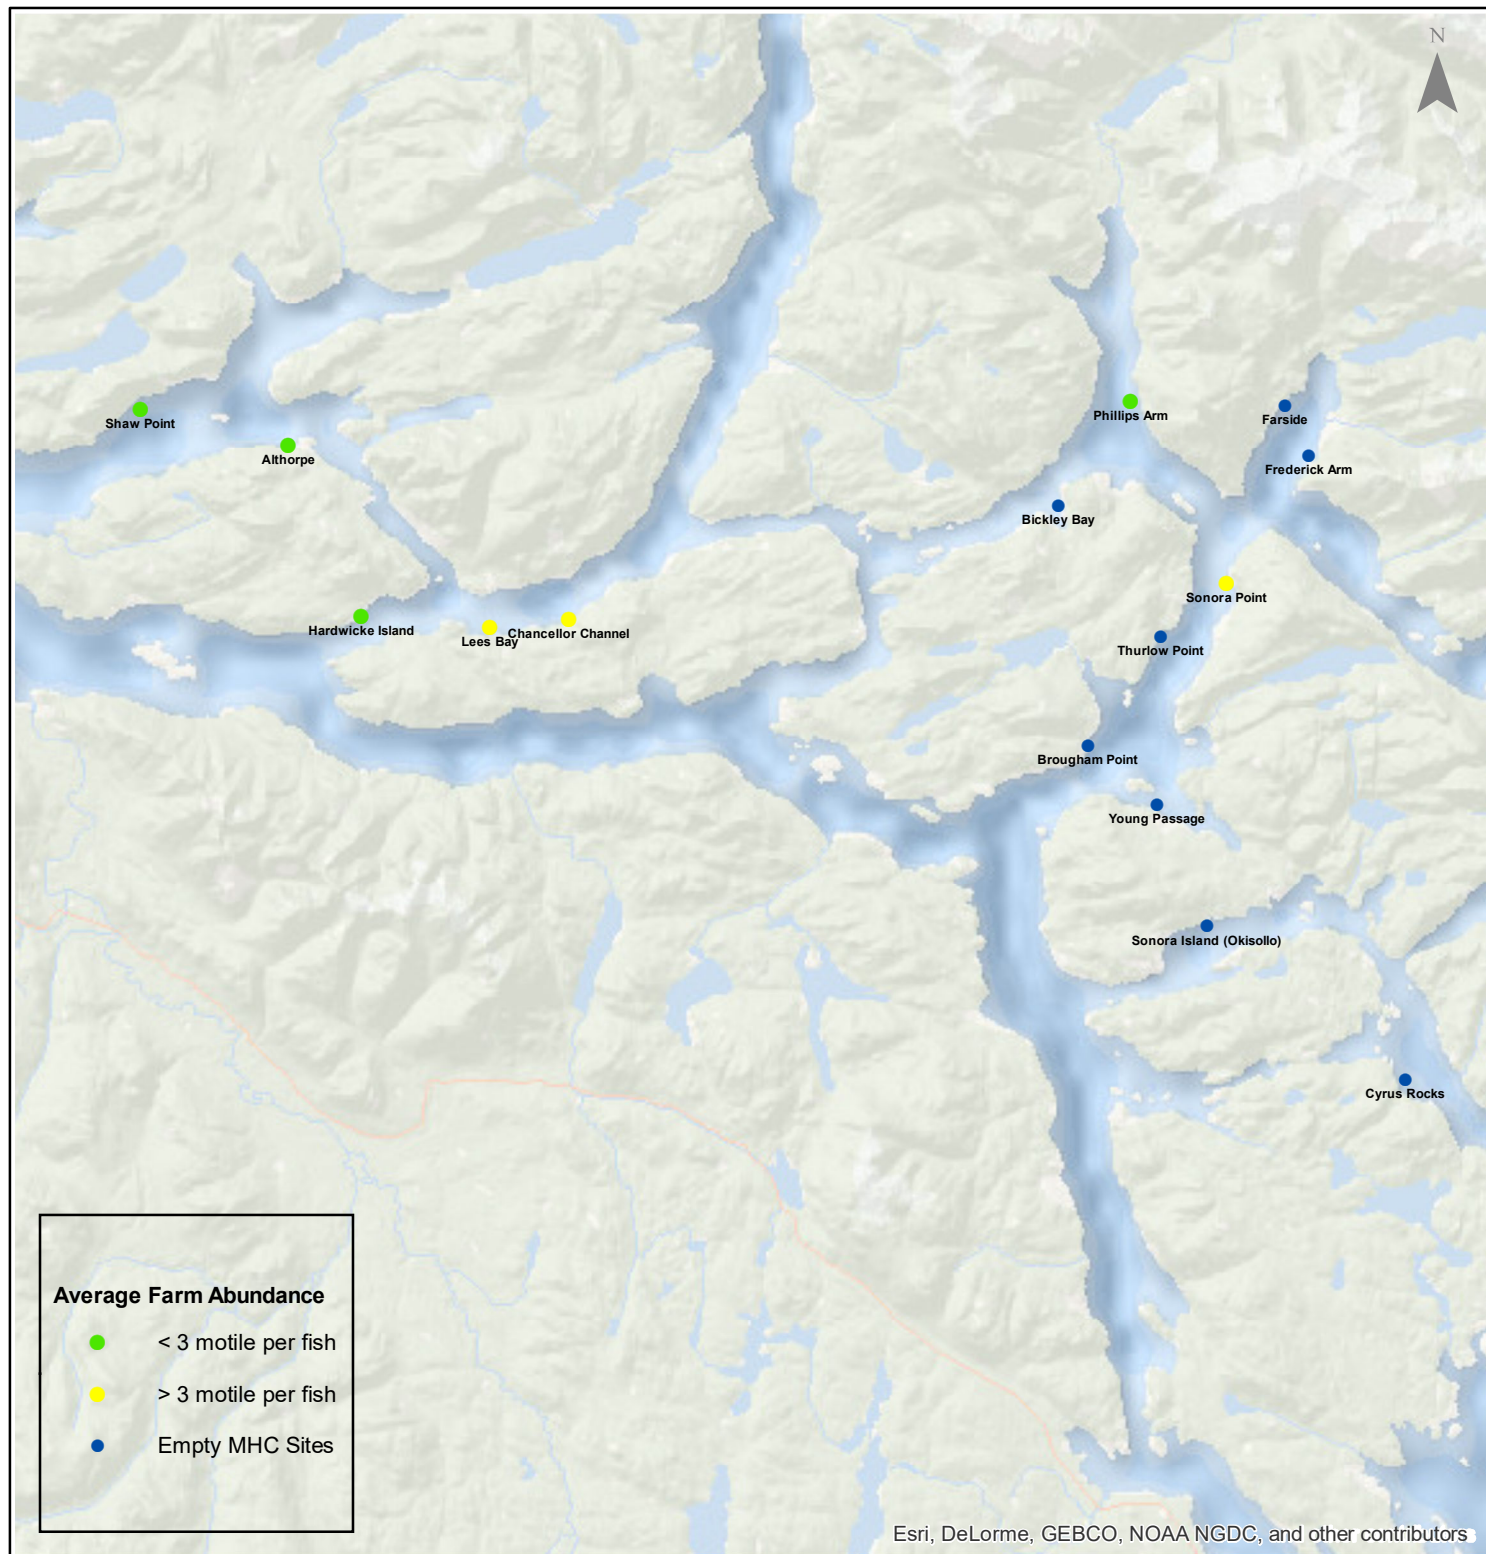 N
Shaw Point
Althorpe
Phillips Arm
Farside
Frederick Arm
Bickley Bay
Sonora Point
Hardwicke Island
Lees Bay
Chancellor Channel
Thurlow Point
Brougham Point
Young Passage
Sonora Island (Okisollo)
Cyrus Rocks
Average Farm Abundance
< 3 motile per fish
> 3 motile per fish
Empty MHC Sites
Esri, DeLorme, GEBCO, NOAA NGDC, and other contributors